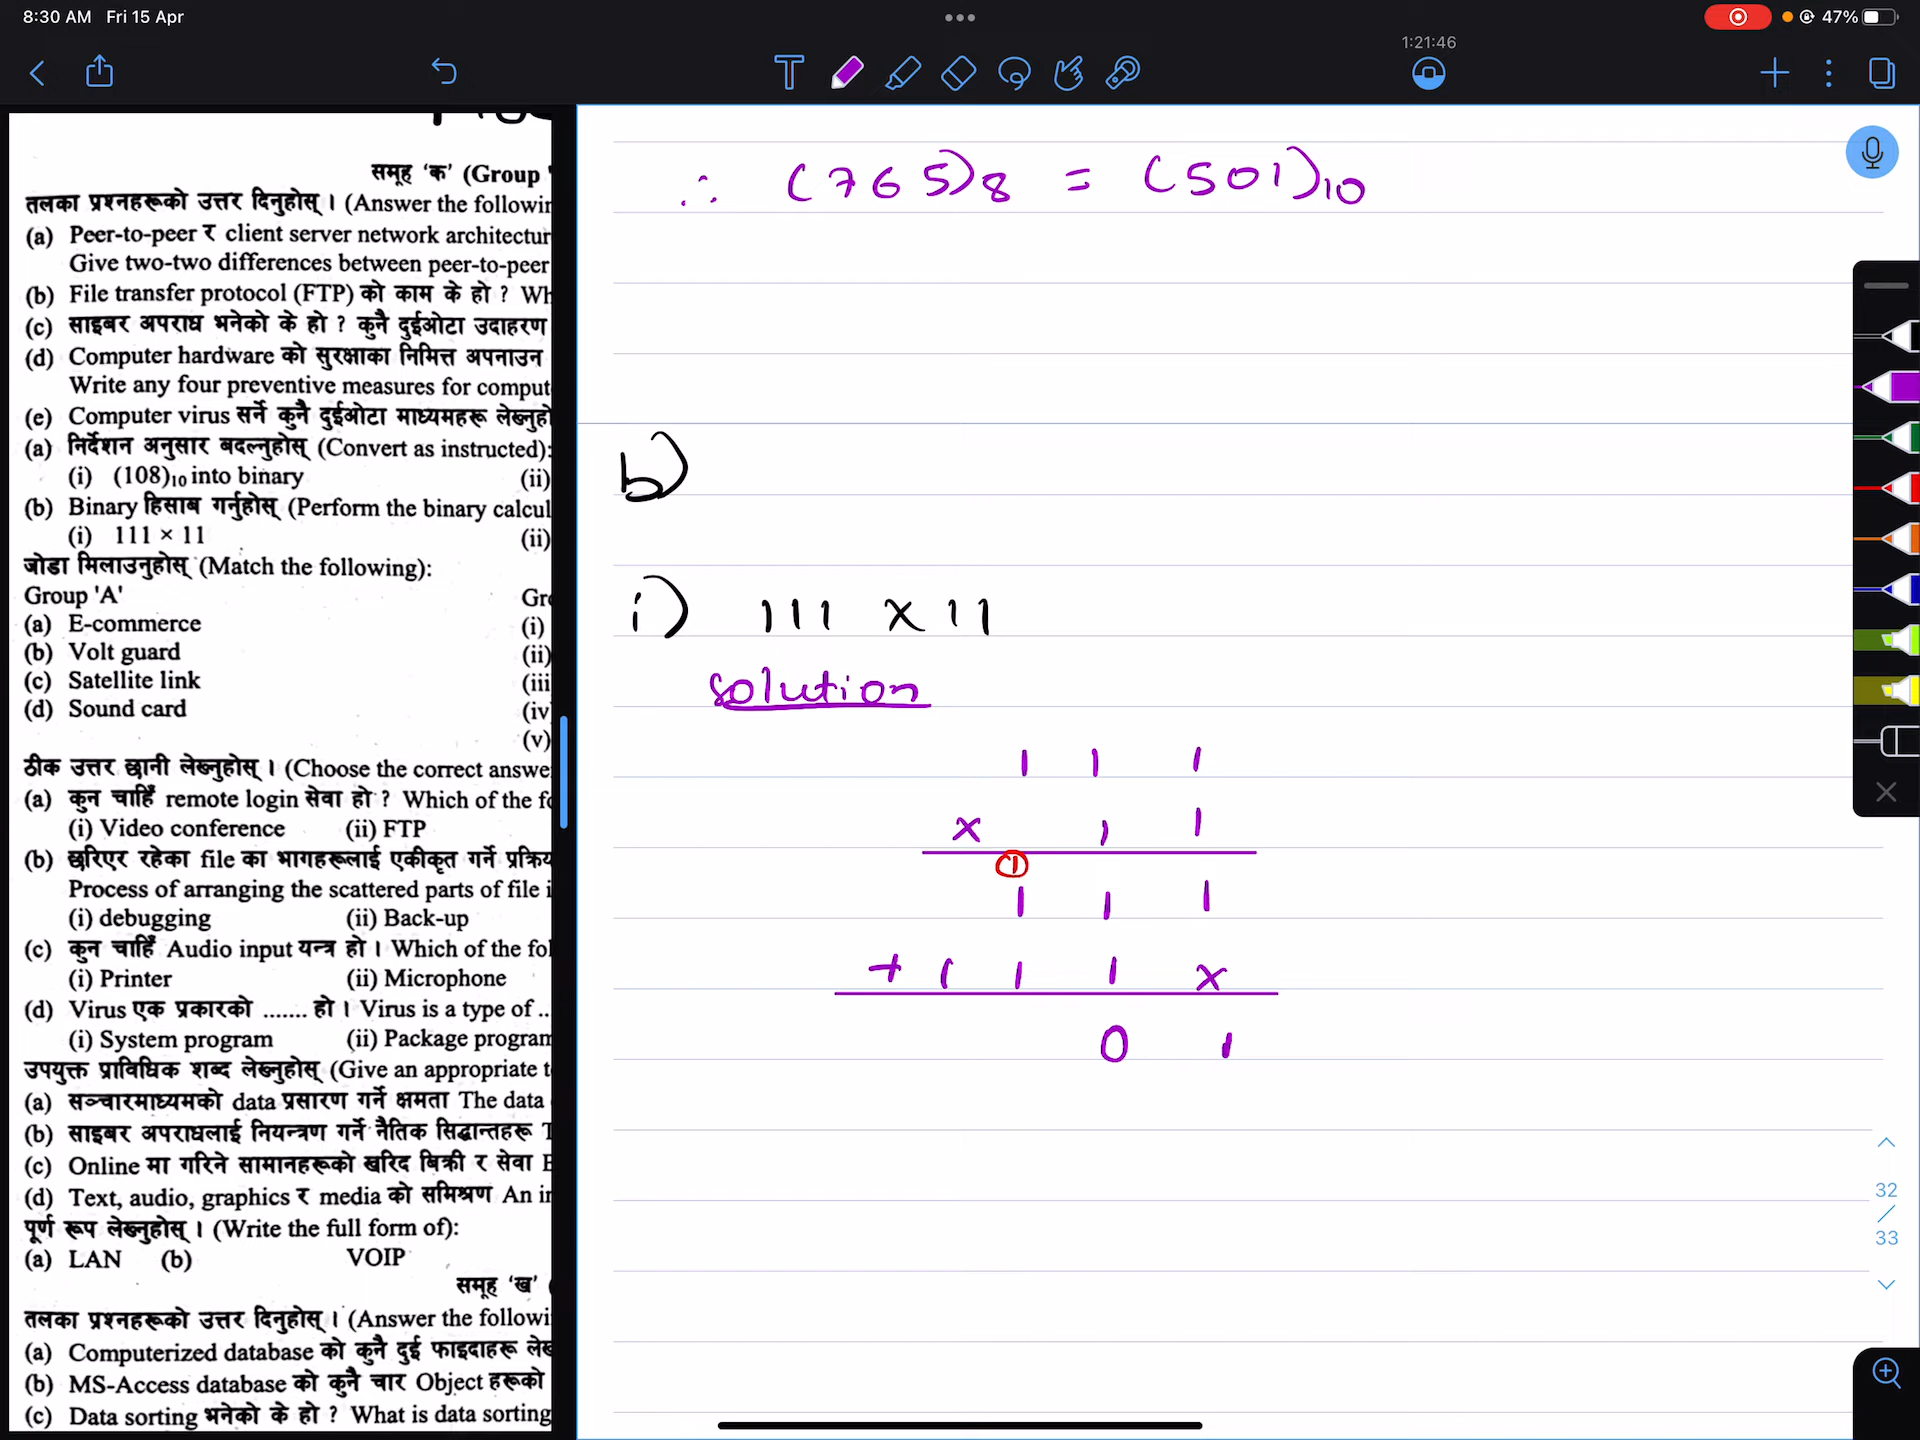 8:30 AM Fri 15 Apr
47%
1:21:46
समूह ‘क’ (Group '
तलका प्रश्नहरूको उत्तर दिनुहोस् । (Answer the followin
(a) Peer-to-peer र client server network architectur
Give two-two differences between peer-to-peer
(b) File transfer protocol (FTP) को काम के हो ? Wh
(c) साइबर अपराध भनेको के हो ? कुनै दुईओटा उदाहरण
(d) Computer hardware को सुरक्षाका निमित्त अपनाउन
Write any four preventive measures for comput
(e) Computer virus सर्ने कुनै दुईओटा माध्यमहरू लेख्नुहो
(a) निर्देशन अनुसार बदल्नुहोस् (Convert as instructed):
(i) (108)₁₀ into binary (ii)
(b) Binary हिसाब गर्नुहोस् (Perform the binary calcul
(i) 111 × 11 (ii)
जोडा मिलाउनुहोस् (Match the following):
Group 'A' Gro
(a) E-commerce (i)
(b) Volt guard (ii)
(c) Satellite link (iii
(d) Sound card (iv
(v)
ठीक उत्तर छानी लेख्नुहोस् । (Choose the correct answe
(a) कुन चाहिँ remote login सेवा हो ? Which of the fo
(i) Video conference (ii) FTP
(b) छरिएर रहेका file का भागहरूलाई एकीकृत गर्ने प्रक्रिय
Process of arranging the scattered parts of file i
(i) debugging (ii) Back-up
(c) कुन चाहिँ Audio input यन्त्र हो । Which of the fol
(i) Printer (ii) Microphone
(d) Virus एक प्रकारको ....... हो । Virus is a type of ..
(i) System program (ii) Package program
उपयुक्त प्राविधिक शब्द लेख्नुहोस् (Give an appropriate t
(a) सञ्चारमाध्यमको data प्रसारण गर्ने क्षमता The data
(b) साइबर अपराधलाई नियन्त्रण गर्ने नैतिक सिद्धान्तहरू T
(c) Online मा गरिने सामानहरूको खरिद बिक्री र सेवा E
(d) Text, audio, graphics र media को समिश्रण An in
पूर्ण रूप लेख्नुहोस् । (Write the full form of):
(a) LAN (b) VOIP
समूह ‘ख’ (
तलका प्रश्नहरूको उत्तर दिनुहोस् । (Answer the followi
(a) Computerized database को कुनै दुई फाइदाहरू लेख
(b) MS-Access database को कुनै चार Object हरूको
(c) Data sorting भनेको के हो ? What is data sorting
∴ (765)₈ = (501)₁₀
b)
i) 111 x 11
solution
1 1 1
x 1 1
1
1 1 1
+ 1 1 1 x
0 1
32
/
33